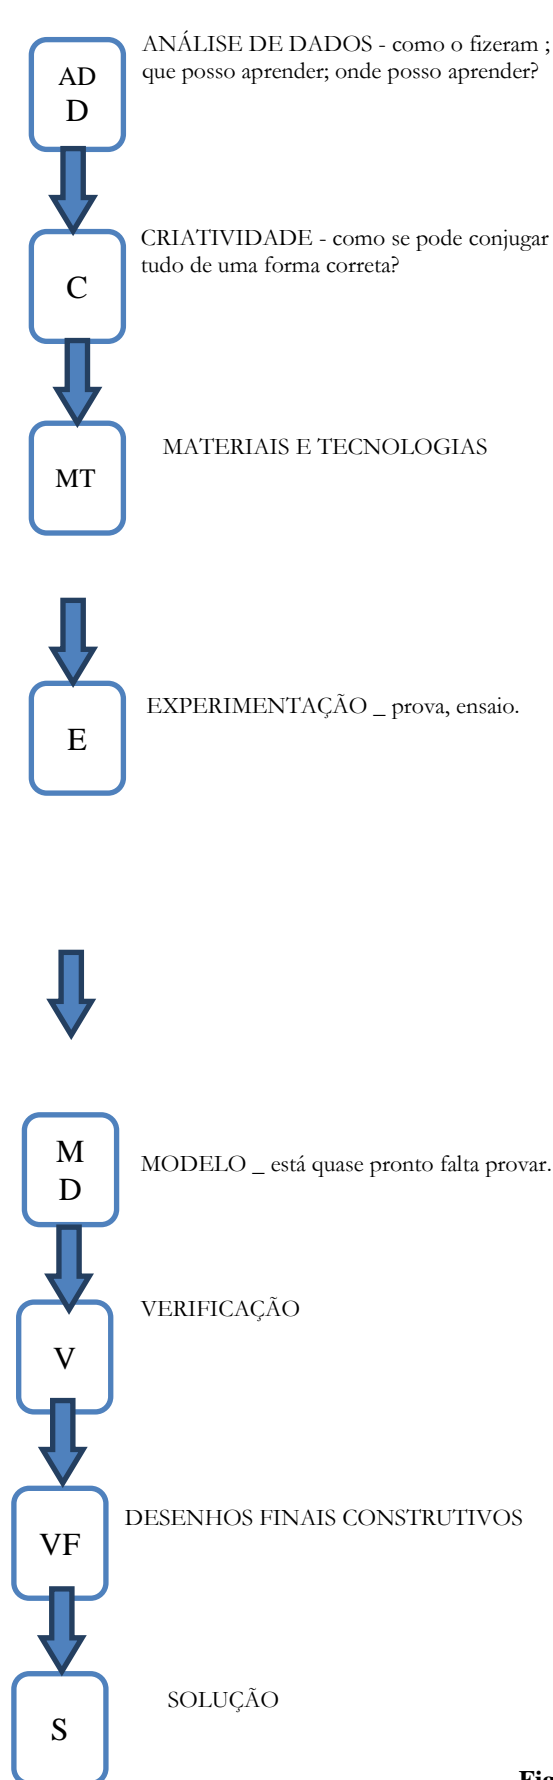 ANÁLISE DE DADOS - como o fizeram ;
que posso aprender; onde posso aprender?
AD
D
CRIATIVIDADE - como se pode conjugar
tudo de uma forma correta?
C
MATERIAIS E TECNOLOGIAS
MT
EXPERIMENTAÇÃO _ prova, ensaio.
E
M
D
MODELO _ está quase pronto falta provar.
VERIFICAÇÃO
V
DESENHOS FINAIS CONSTRUTIVOS
VF
SOLUÇÃO
S